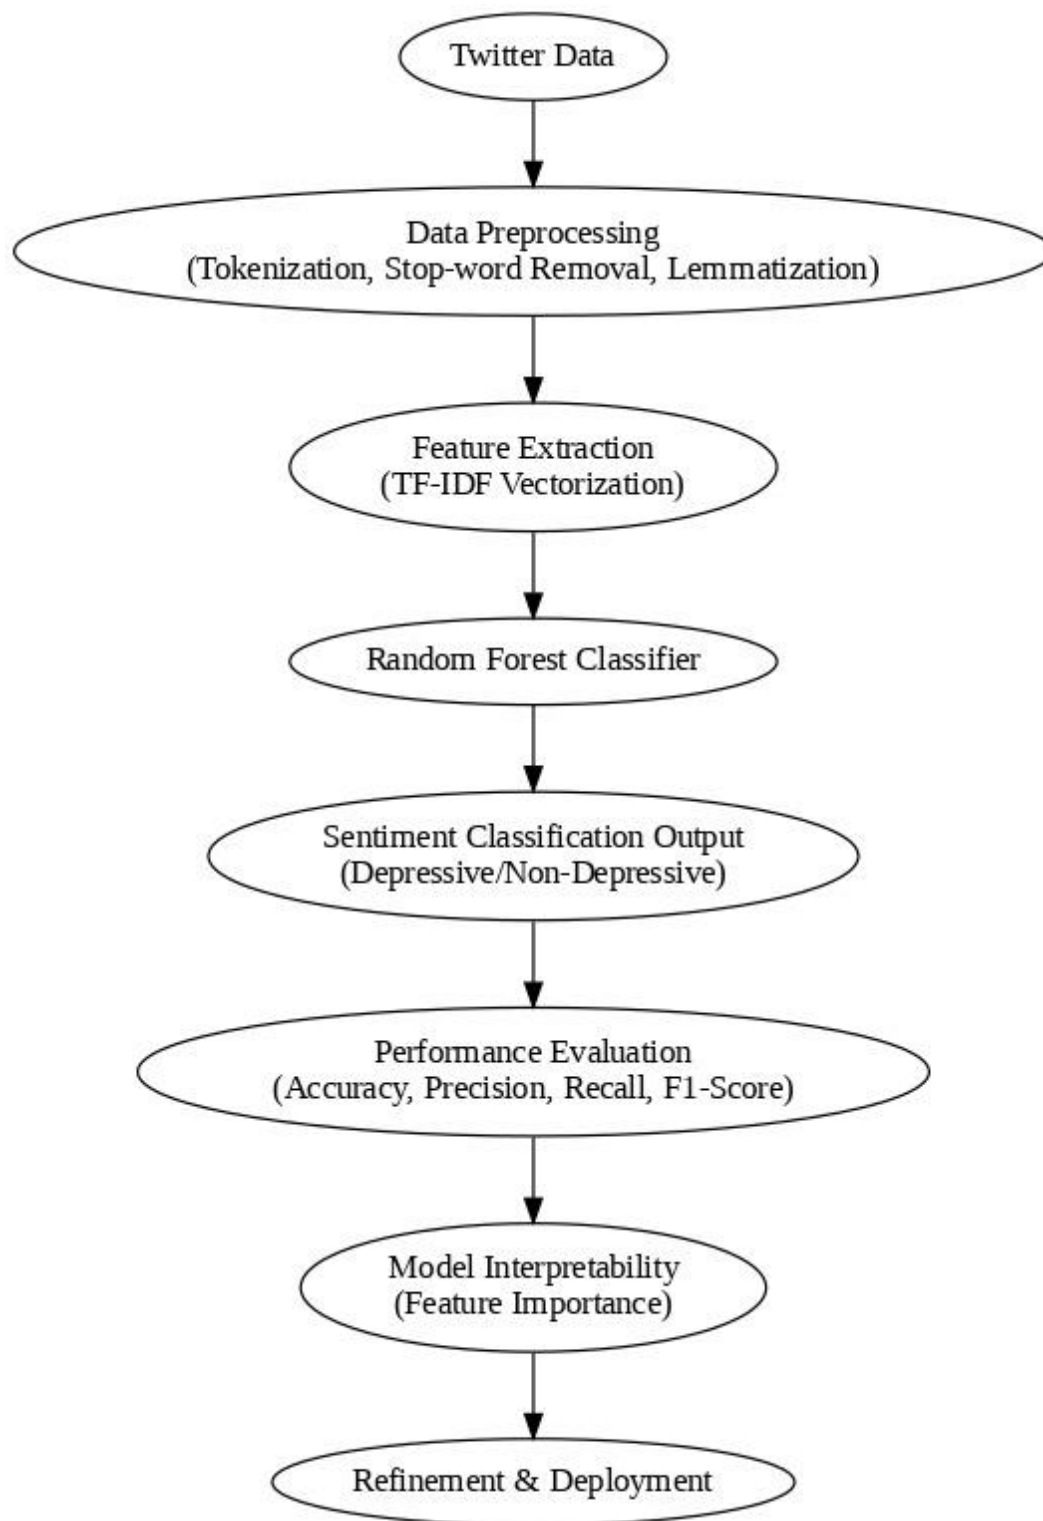 Twitter Data
Data Preprocessing
(Tokenization, Stop-word Removal, Lemmatization)
Feature Extraction
(TF-IDF Vectorization)
Random Forest Classifier
Sentiment Classification Output
(Depressive/Non-Depressive)
Performance Evaluation
(Accuracy, Precision, Recall, F1-Score)
Model Interpretability
(Feature Importance)
Refinement & Deployment